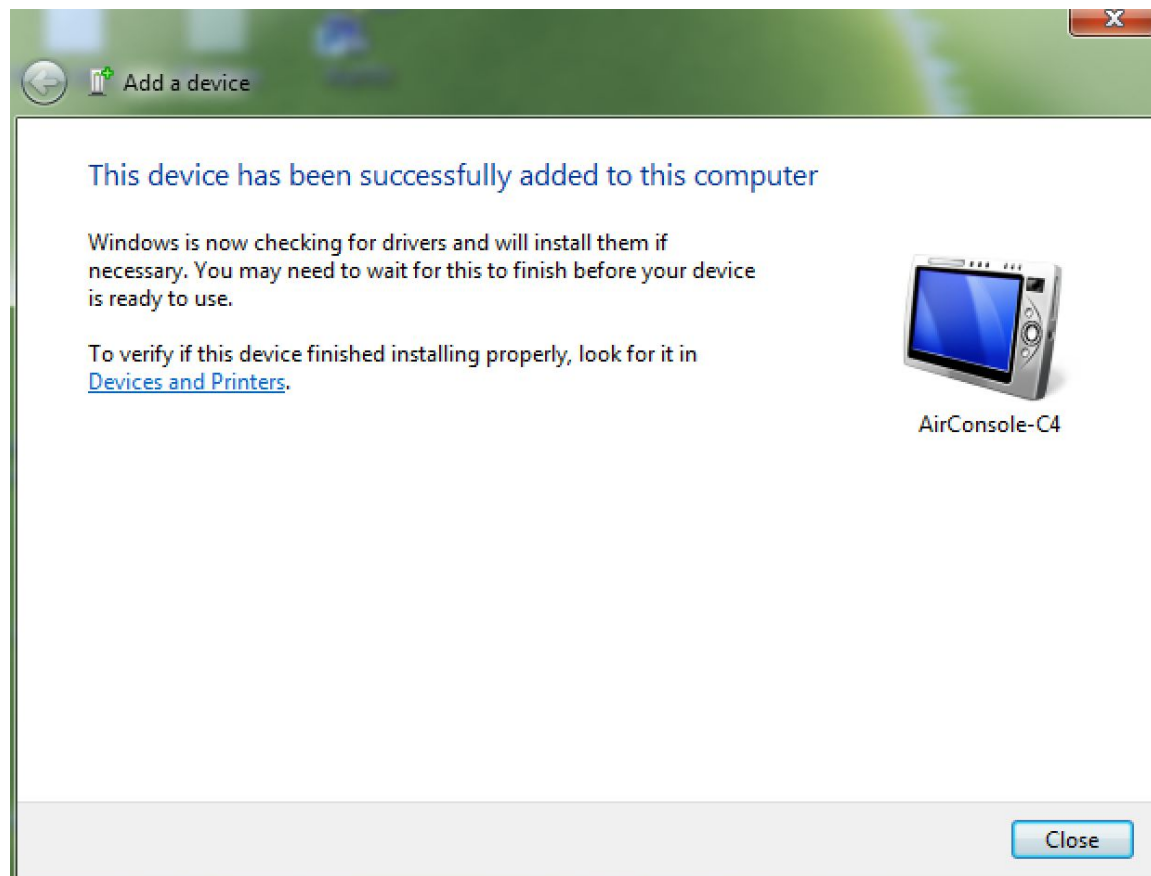 Add a device
This device has been successfully added to this computer
Windows is now checking for drivers and will install them if
necessary. You may need to wait for this to finish before your device
is ready to use.
To verify if this device finished installing properly, look for it in
Devices and Printers.
AirConsole-C4
Close